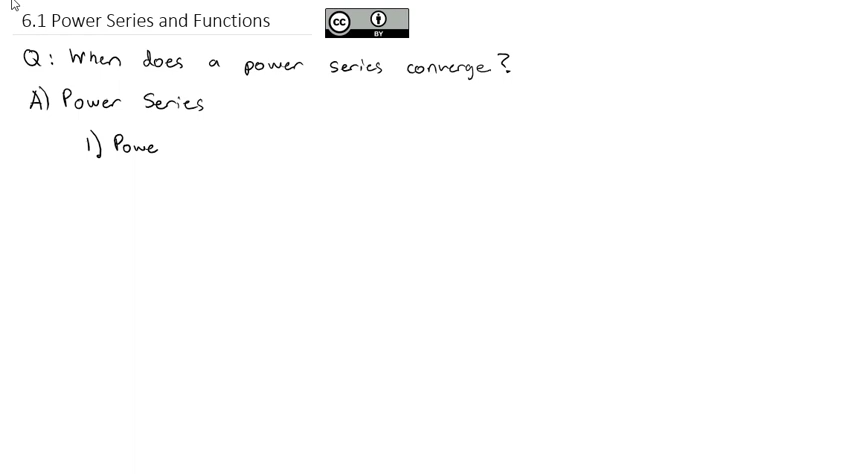 6.1 Power Series and Functions
cc BY
Q: When does a power series converge?
A) Power Series
1) Powe